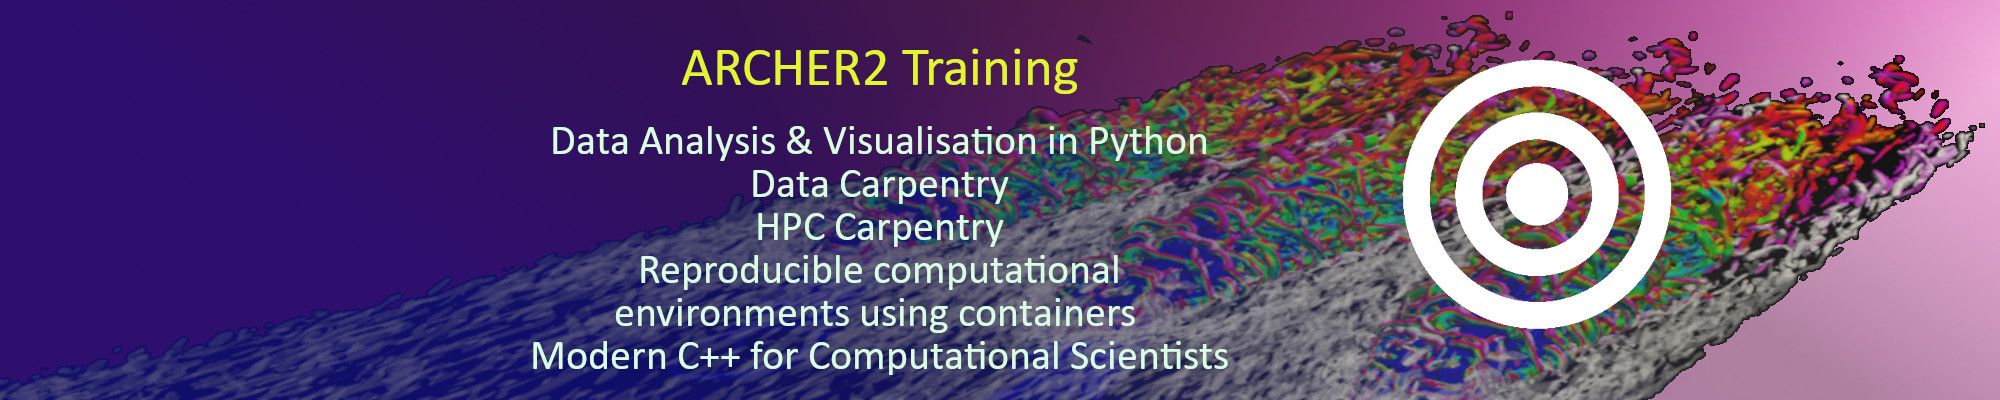 ARCHER2 Training
Data Analysis & Visualisation in Python
Data Carpentry
HPC Carpentry
Reproducible computational
environments using containers
Modern C++ for Computational Scientists